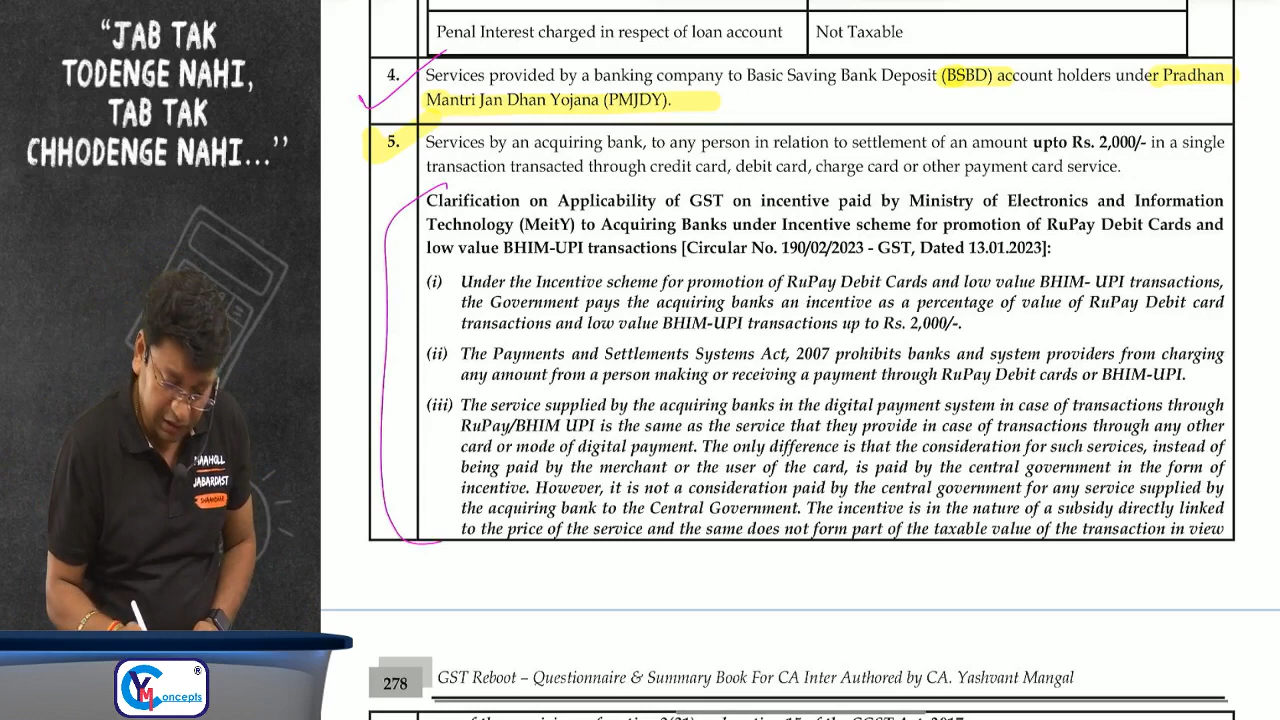 “JAB TAK
TODENGE NAHI,
TAB TAK
CHHODENGE NAHI...’’
Penal Interest charged in respect of loan account
Not Taxable
4.
Services provided by a banking company to Basic Saving Bank Deposit (BSBD) account holders under Pradhan
Mantri Jan Dhan Yojana (PMJDY).
5.
Services by an acquiring bank, to any person in relation to settlement of an amount upto Rs. 2,000/- in a single
transaction transacted through credit card, debit card, charge card or other payment card service.
Clarification on Applicability of GST on incentive paid by Ministry of Electronics and Information
Technology (MeitY) to Acquiring Banks under Incentive scheme for promotion of RuPay Debit Cards and
low value BHIM-UPI transactions [Circular No. 190/02/2023 - GST, Dated 13.01.2023]:
(i) Under the Incentive scheme for promotion of RuPay Debit Cards and low value BHIM- UPI transactions,
the Government pays the acquiring banks an incentive as a percentage of value of RuPay Debit card
transactions and low value BHIM-UPI transactions up to Rs. 2,000/-.
(ii) The Payments and Settlements Systems Act, 2007 prohibits banks and system providers from charging
any amount from a person making or receiving a payment through RuPay Debit cards or BHIM-UPI.
(iii) The service supplied by the acquiring banks in the digital payment system in case of transactions through
RuPay/BHIM UPI is the same as the service that they provide in case of transactions through any other
card or mode of digital payment. The only difference is that the consideration for such services, instead of
being paid by the merchant or the user of the card, is paid by the central government in the form of
incentive. However, it is not a consideration paid by the central government for any service supplied by
the acquiring bank to the Central Government. The incentive is in the nature of a subsidy directly linked
to the price of the service and the same does not form part of the taxable value of the transaction in view
JABARDAST
YM Concepts
®
278
GST Reboot – Questionnaire & Summary Book For CA Inter Authored by CA. Yashvant Mangal